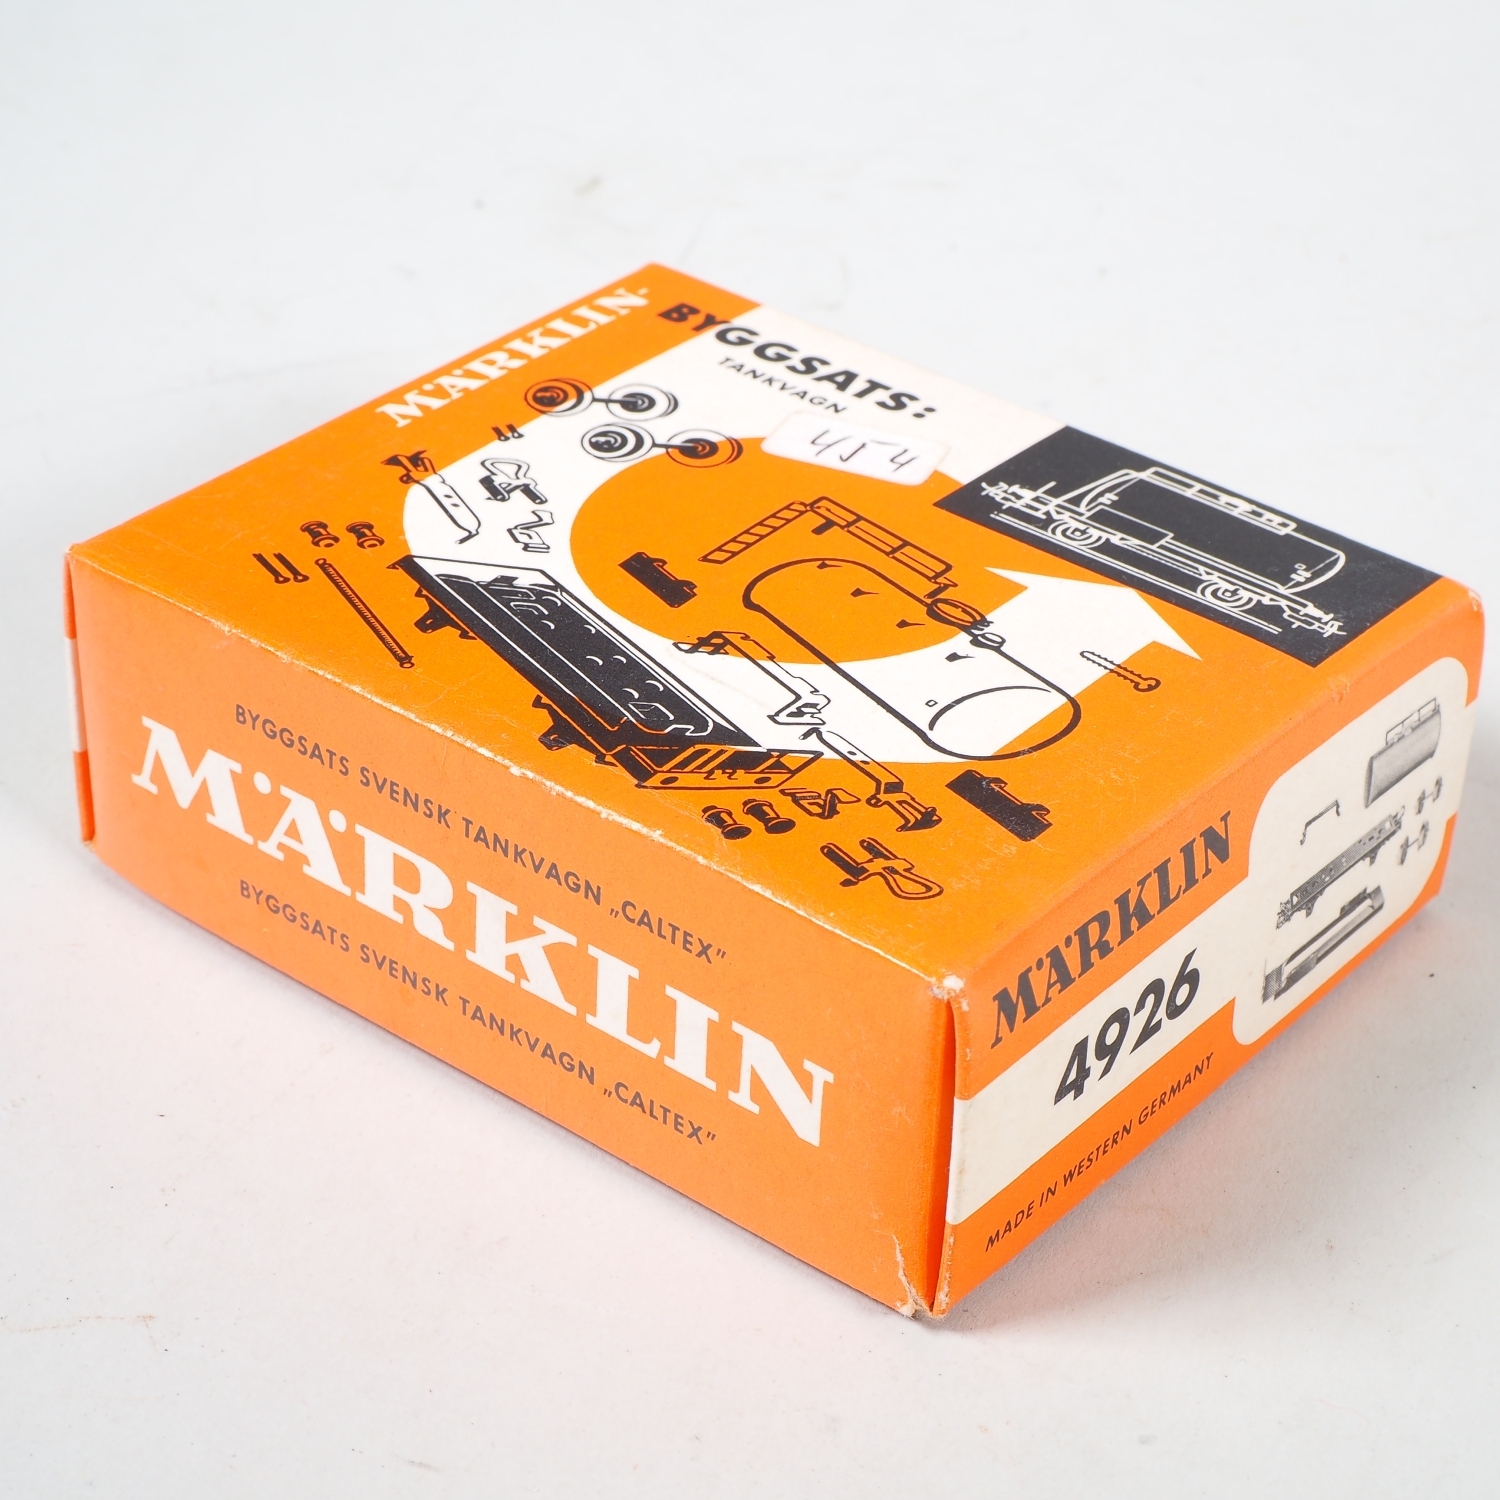 MÄRKLIN
BYGGSATS:
TANKVAGN
454
BYGGSATS SVENSK TANKVAGN „CALTEX”
MÄRKLIN
BYGGSATS SVENSK TANKVAGN „CALTEX”
MÄRKLIN
4926
MADE IN WESTERN GERMANY